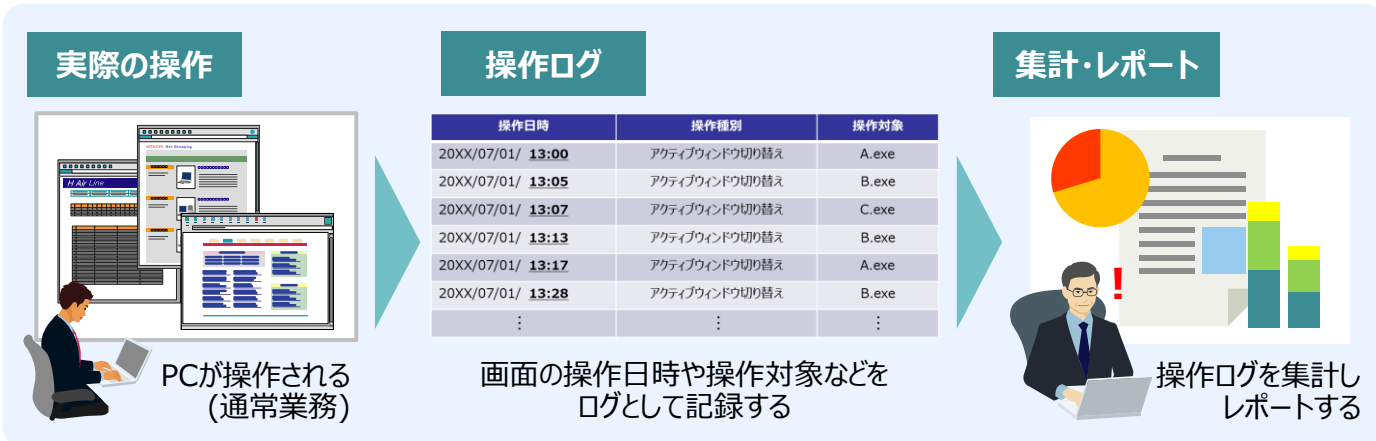 実際の操作
HITACHI Net Shopping
H Air Line
PCが操作される
(通常業務)
操作ログ
操作日時 操作種別 操作対象
20XX/07/01/ 13:00 アクティブウィンドウ切り替え A.exe
20XX/07/01/ 13:05 アクティブウィンドウ切り替え B.exe
20XX/07/01/ 13:07 アクティブウィンドウ切り替え C.exe
20XX/07/01/ 13:13 アクティブウィンドウ切り替え B.exe
20XX/07/01/ 13:17 アクティブウィンドウ切り替え A.exe
20XX/07/01/ 13:28 アクティブウィンドウ切り替え B.exe
⋮ ⋮ ⋮
画面の操作日時や操作対象などを
ログとして記録する
集計・レポート
!
操作ログを集計し
レポートする